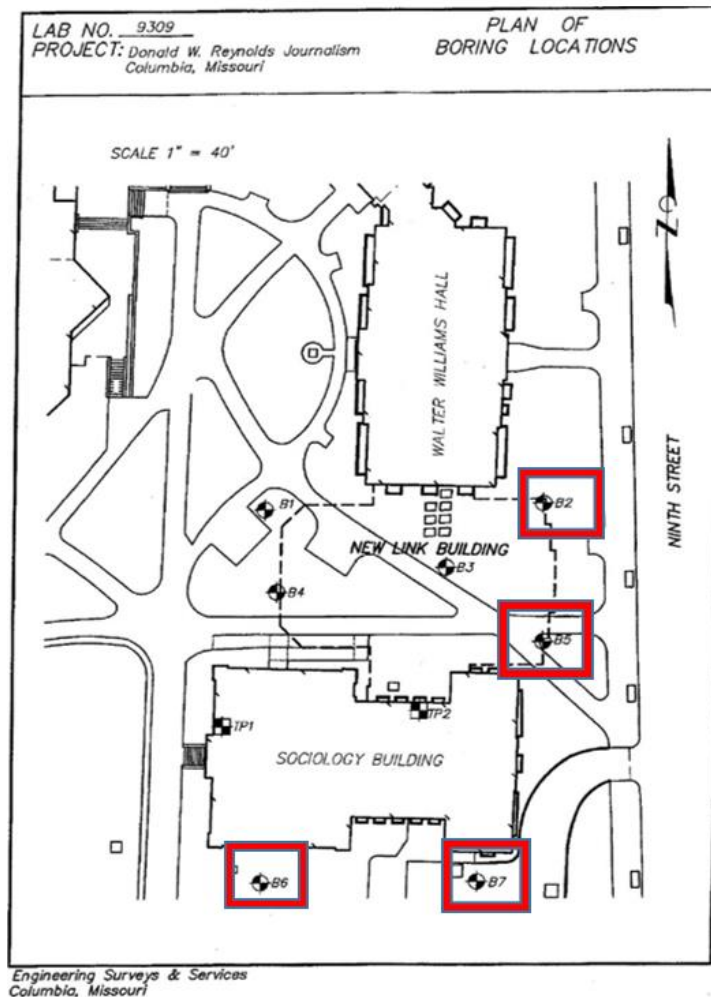 LAB NO. 9309
PROJECT: Donald W. Reynolds Journalism
Columbia, Missouri
PLAN OF
BORING LOCATIONS
SCALE 1" = 40'
N
WALTER WILLIAMS HALL
NINTH STREET
B1
B2
NEW LINK BUILDING
B3
B4
B5
TP1
TP2
SOCIOLOGY BUILDING
B6
B7
Engineering Surveys & Services
Columbia, Missouri